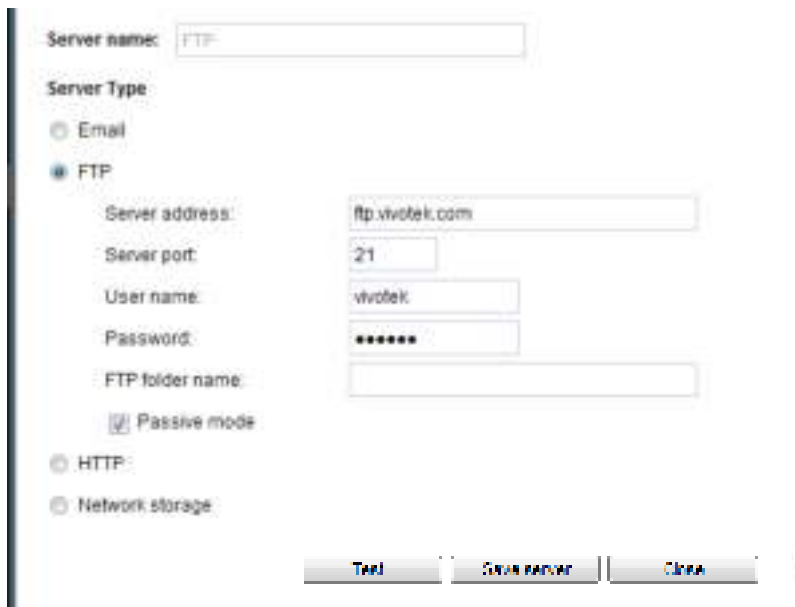 Server name: FTP
Server Type
Email
FTP
Server address: ftp.vivotek.com
Server port: 21
User name: vivotek
Password: ••••••
FTP folder name:
Passive mode
HTTP
Network storage
Test Save server Close